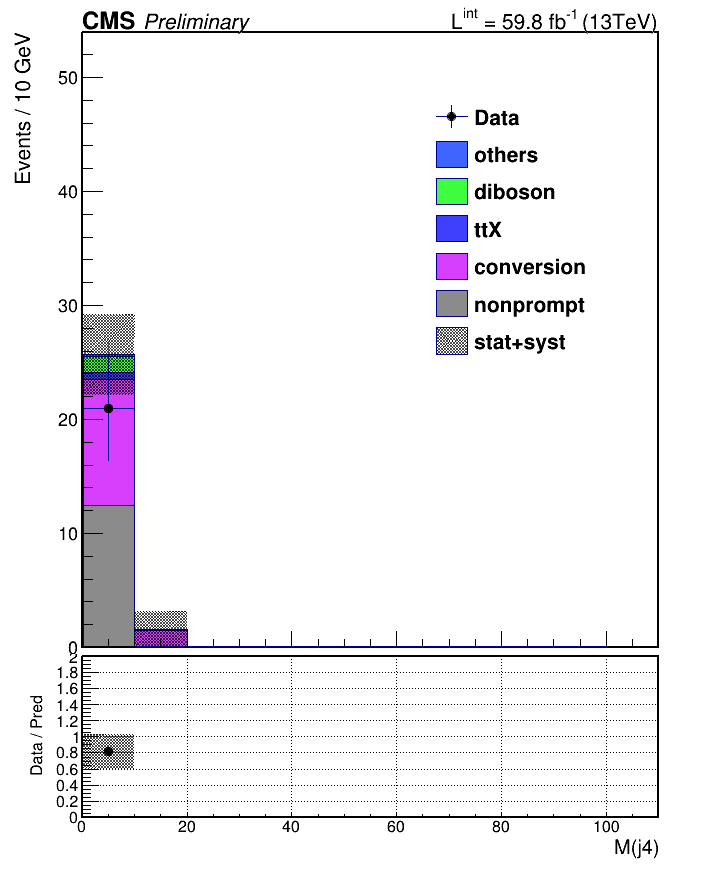 CMS Preliminary
L^int = 59.8 fb^-1 (13TeV)
Events / 10 GeV
50
40
30
20
10
0
Data
others
diboson
ttX
conversion
nonprompt
stat+syst
Data / Pred
2
1.8
1.6
1.4
1.2
1
0.8
0.6
0.4
0.2
0
0 20 40 60 80 100
M(j4)